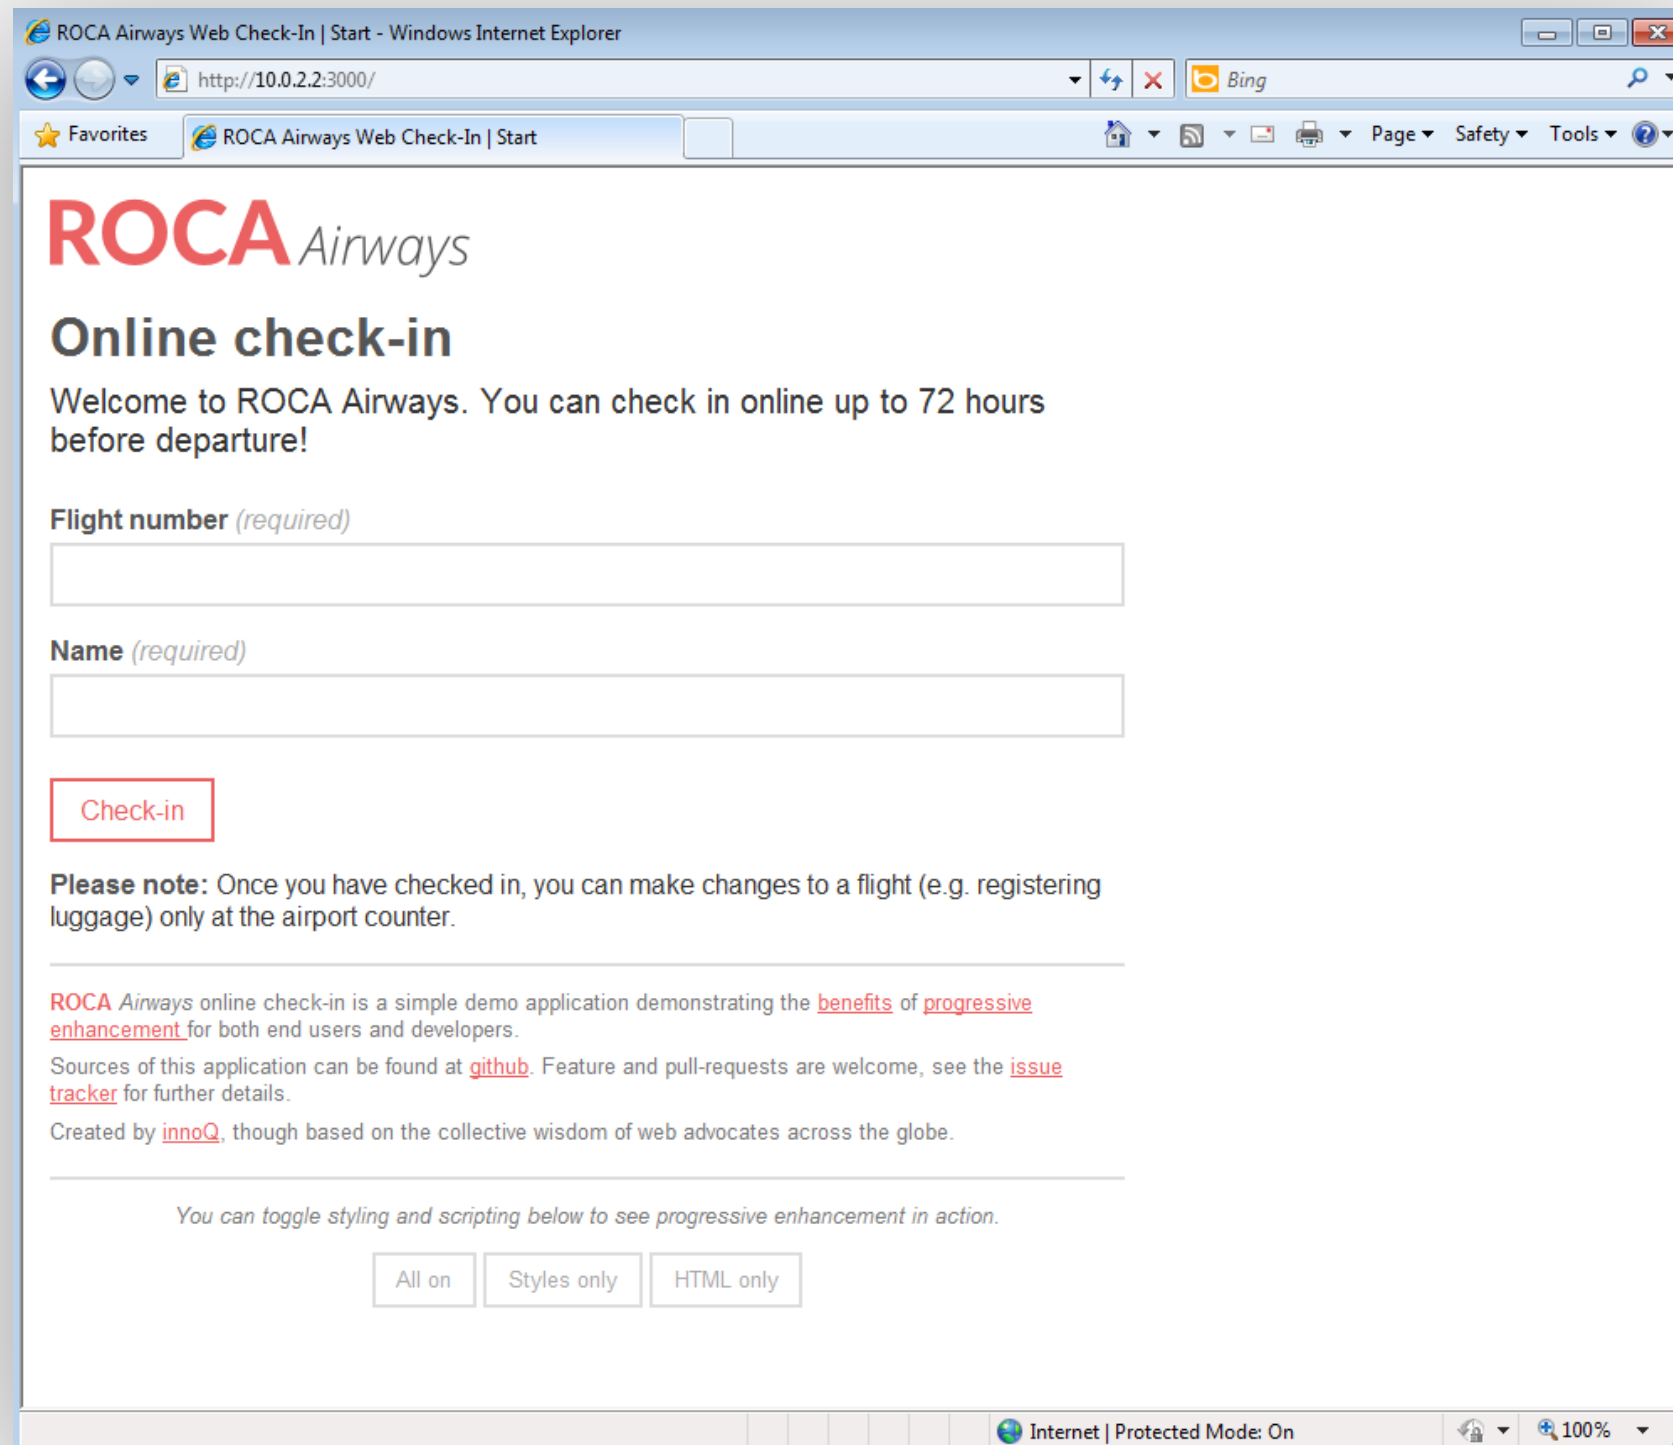 ROCA Airways Web Check-In | Start - Windows Internet Explorer
http://10.0.2.2:3000/
Bing
Favorites
ROCA Airways Web Check-In | Start
Page
Safety
Tools
ROCA Airways
Online check-in
Welcome to ROCA Airways. You can check in online up to 72 hours
before departure!
Flight number (required)
Name (required)
Check-in
Please note: Once you have checked in, you can make changes to a flight (e.g. registering
luggage) only at the airport counter.
ROCA Airways online check-in is a simple demo application demonstrating the benefits of progressive
enhancement for both end users and developers.
Sources of this application can be found at github. Feature and pull-requests are welcome, see the issue
tracker for further details.
Created by innoQ, though based on the collective wisdom of web advocates across the globe.
You can toggle styling and scripting below to see progressive enhancement in action.
All on
Styles only
HTML only
Internet | Protected Mode: On
100%